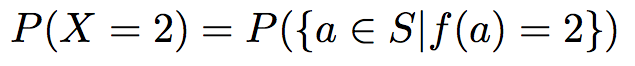 P(X = 2) = P({a ∈ S|f(a) = 2})